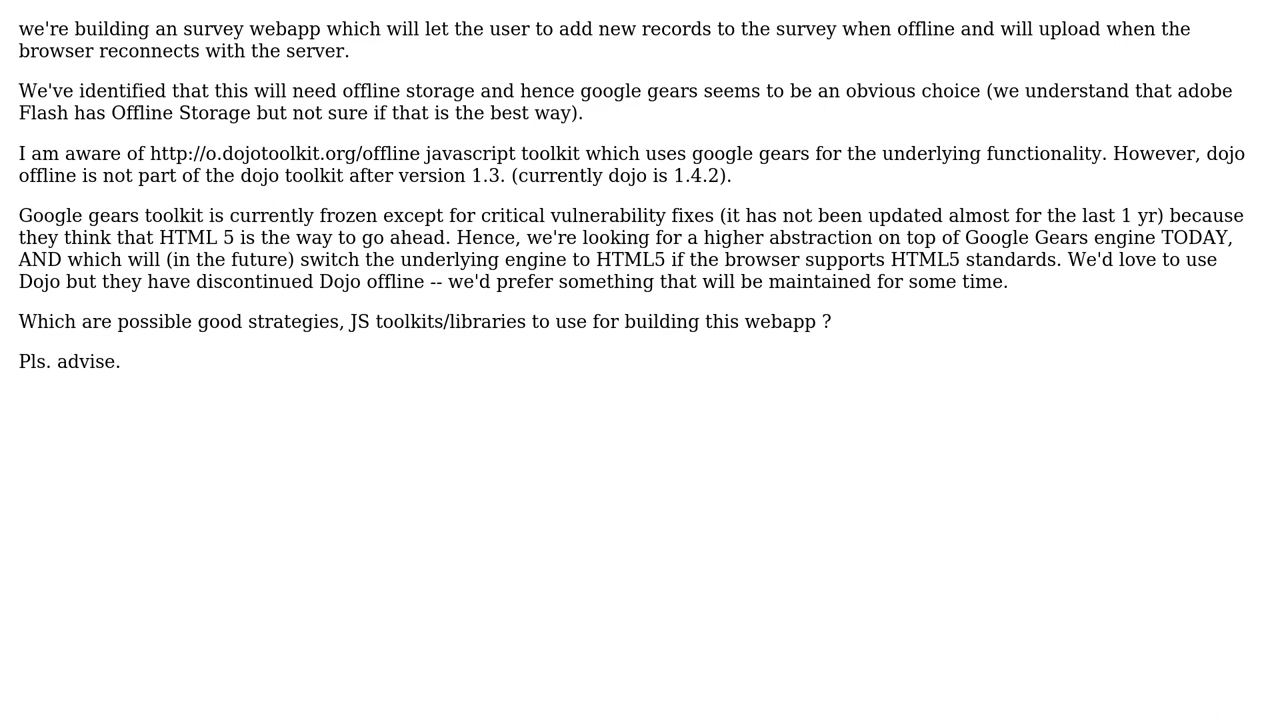 we're building an survey webapp which will let the user to add new records to the survey when offline and will upload when the
browser reconnects with the server.
We've identified that this will need offline storage and hence google gears seems to be an obvious choice (we understand that adobe
Flash has Offline Storage but not sure if that is the best way).
I am aware of http://o.dojotoolkit.org/offline javascript toolkit which uses google gears for the underlying functionality. However, dojo
offline is not part of the dojo toolkit after version 1.3. (currently dojo is 1.4.2).
Google gears toolkit is currently frozen except for critical vulnerability fixes (it has not been updated almost for the last 1 yr) because
they think that HTML 5 is the way to go ahead. Hence, we're looking for a higher abstraction on top of Google Gears engine TODAY,
AND which will (in the future) switch the underlying engine to HTML5 if the browser supports HTML5 standards. We'd love to use
Dojo but they have discontinued Dojo offline -- we'd prefer something that will be maintained for some time.
Which are possible good strategies, JS toolkits/libraries to use for building this webapp ?
Pls. advise.